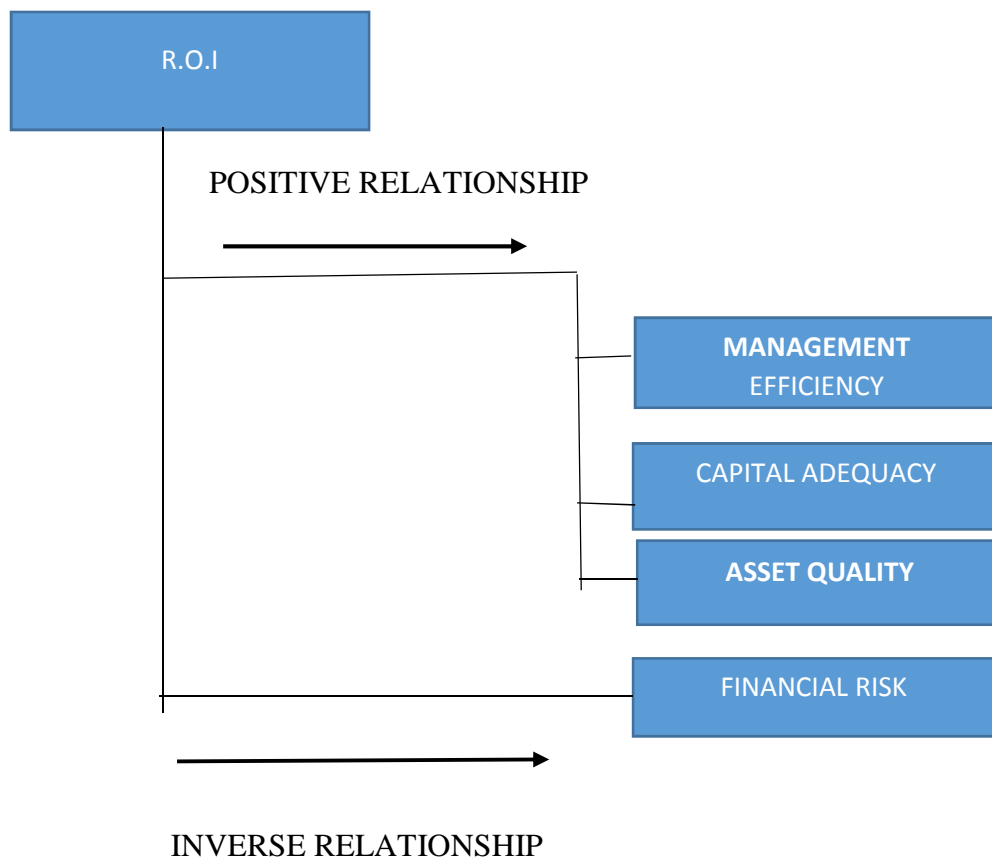 R.O.I
POSITIVE RELATIONSHIP
MANAGEMENT
EFFICIENCY
CAPITAL ADEQUACY
ASSET QUALITY
FINANCIAL RISK
INVERSE RELATIONSHIP